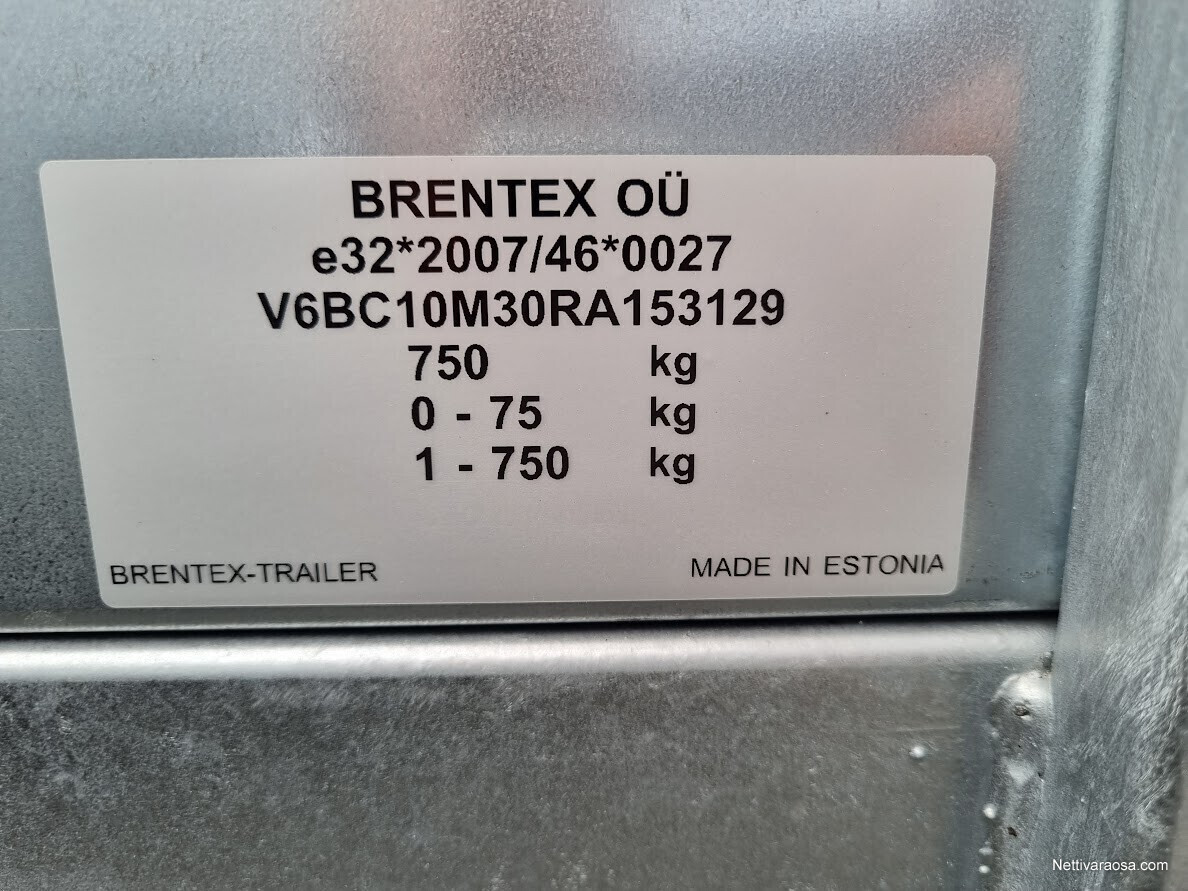 BRENTEX OÜ
e32*2007/46*0027
V6BC10M30RA153129
750 kg
0 - 75 kg
1 - 750 kg
BRENTEX-TRAILER MADE IN ESTONIA
Nettivaraosa.com